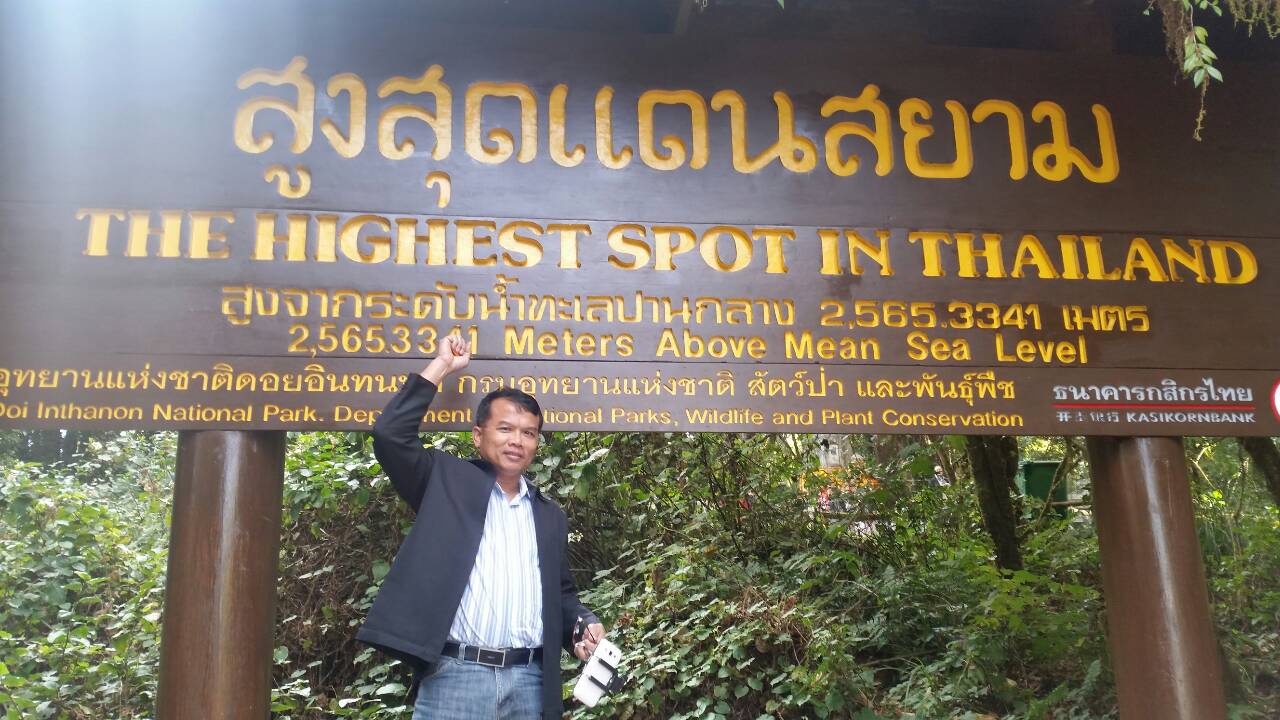 สูงสุดแดนสยาม
THE HIGHEST SPOT IN THAILAND
สูงจากระดับน้ำทะเลปานกลาง 2,565.3341 เมตร
2,565.3341 Meters Above Mean Sea Level
อุทยานแห่งชาติดอยอินทนนท์ กรมอุทยานแห่งชาติ สัตว์ป่า และพันธุ์พืช
Doi Inthanon National Park. Department National Parks, Wildlife and Plant Conservation
ธนาคารกสิกรไทย
开泰银行 KASIKORNBANK